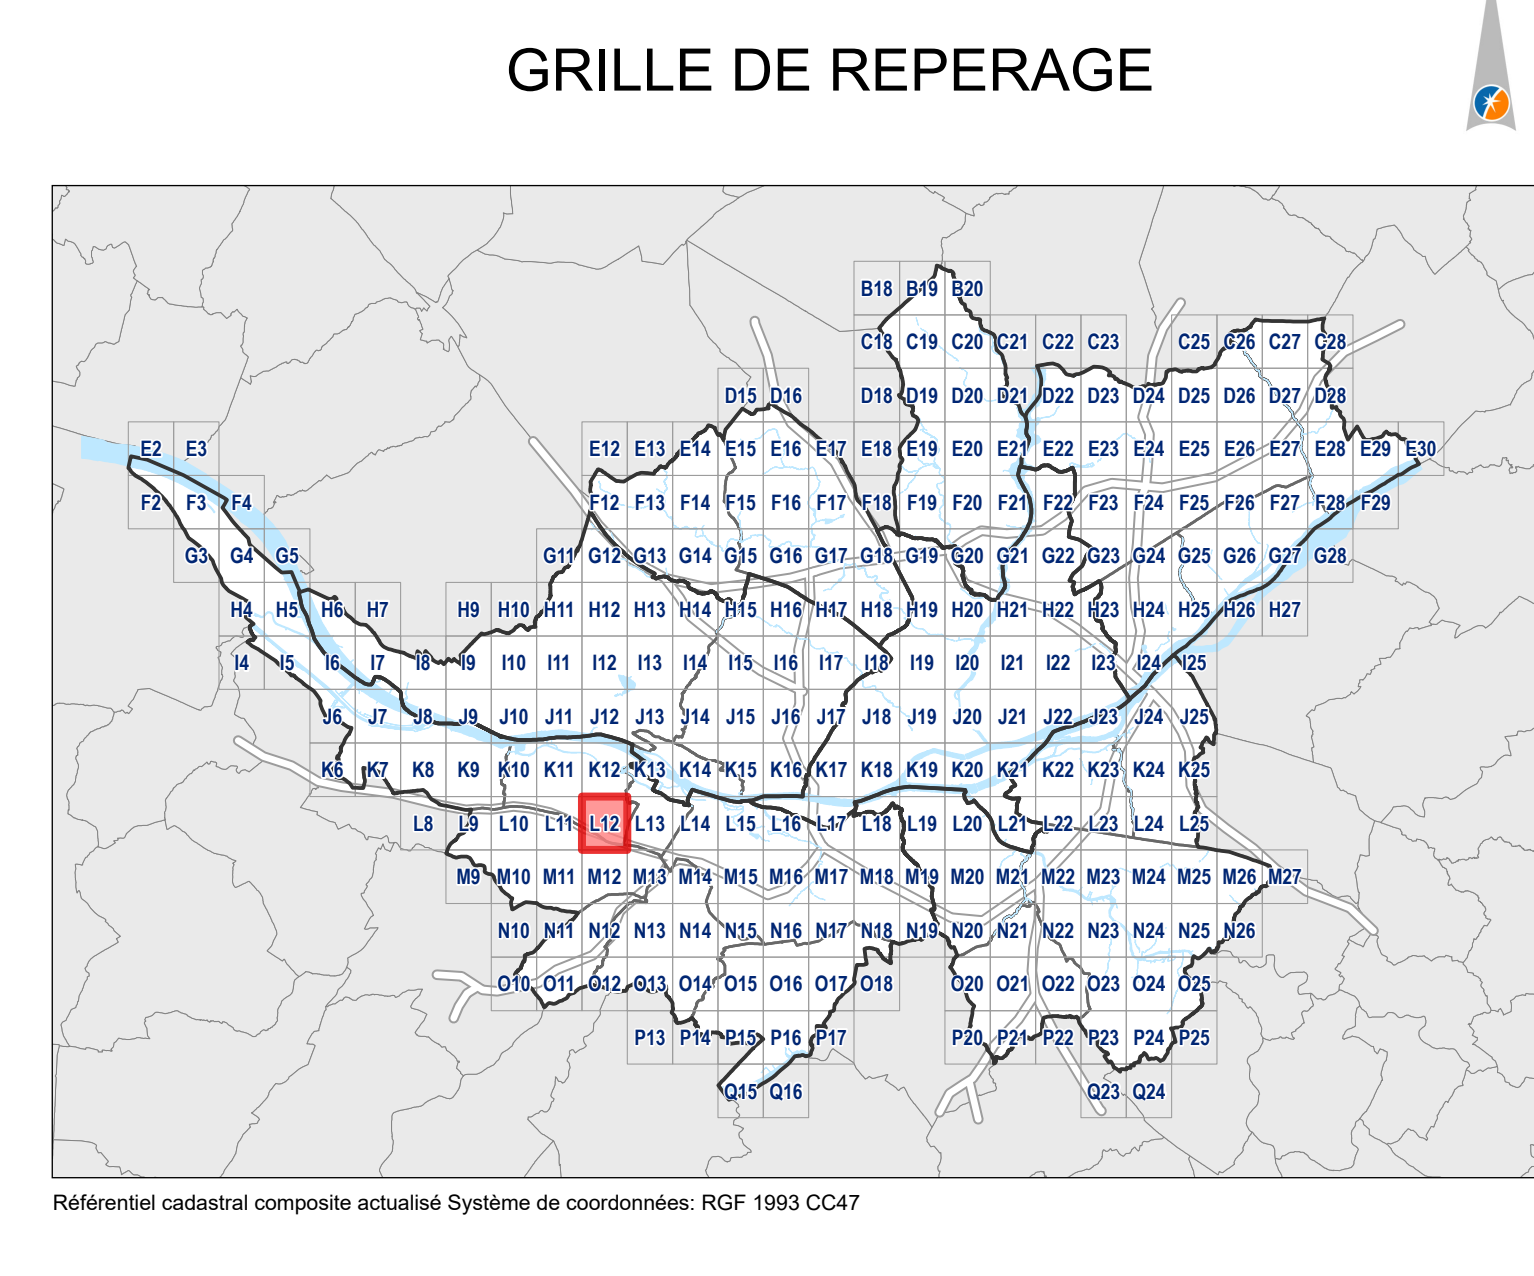 GRILLE DE REPERAGE
B18 B19 B20
C18 C19 C20 C21 C22 C23 C25 C26 C27 C28
D15 D16 D18 D19 D20 D21 D22 D23 D24 D25 D26 D27 D28
E2 E3 E12 E13 E14 E15 E16 E17 E18 E19 E20 E21 E22 E23 E24 E25 E26 E27 E28 E29 E30
F2 F3 F4 F12 F13 F14 F15 F16 F17 F18 F19 F20 F21 F22 F23 F24 F25 F26 F27 F28 F29
G3 G4 G5 G11 G12 G13 G14 G15 G16 G17 G18 G19 G20 G21 G22 G23 G24 G25 G26 G27 G28
H4 H5 H6 H7 H9 H10 H11 H12 H13 H14 H15 H16 H17 H18 H19 H20 H21 H22 H23 H24 H25 H26 H27
I4 I5 I6 I7 I8 I9 I10 I11 I12 I13 I14 I15 I16 I17 I18 I19 I20 I21 I22 I23 I24 I25
J6 J7 J8 J9 J10 J11 J12 J13 J14 J15 J16 J17 J18 J19 J20 J21 J22 J23 J24 J25
K6 K7 K8 K9 K10 K11 K12 K13 K14 K15 K16 K17 K18 K19 K20 K21 K22 K23 K24 K25
L8 L9 L10 L11 L12 L13 L14 L15 L16 L17 L18 L19 L20 L21 L22 L23 L24 L25
M9 M10 M11 M12 M13 M14 M15 M16 M17 M18 M19 M20 M21 M22 M23 M24 M25 M26 M27
N10 N11 N12 N13 N14 N15 N16 N17 N18 N19 N20 N21 N22 N23 N24 N25 N26
O10 O11 O12 O13 O14 O15 O16 O17 O18 O20 O21 O22 O23 O24 O25
P13 P14 P15 P16 P17 P20 P21 P22 P23 P24 P25
Q15 Q16 Q23 Q24
Référentiel cadastral composite actualisé Système de coordonnées: RGF 1993 CC47